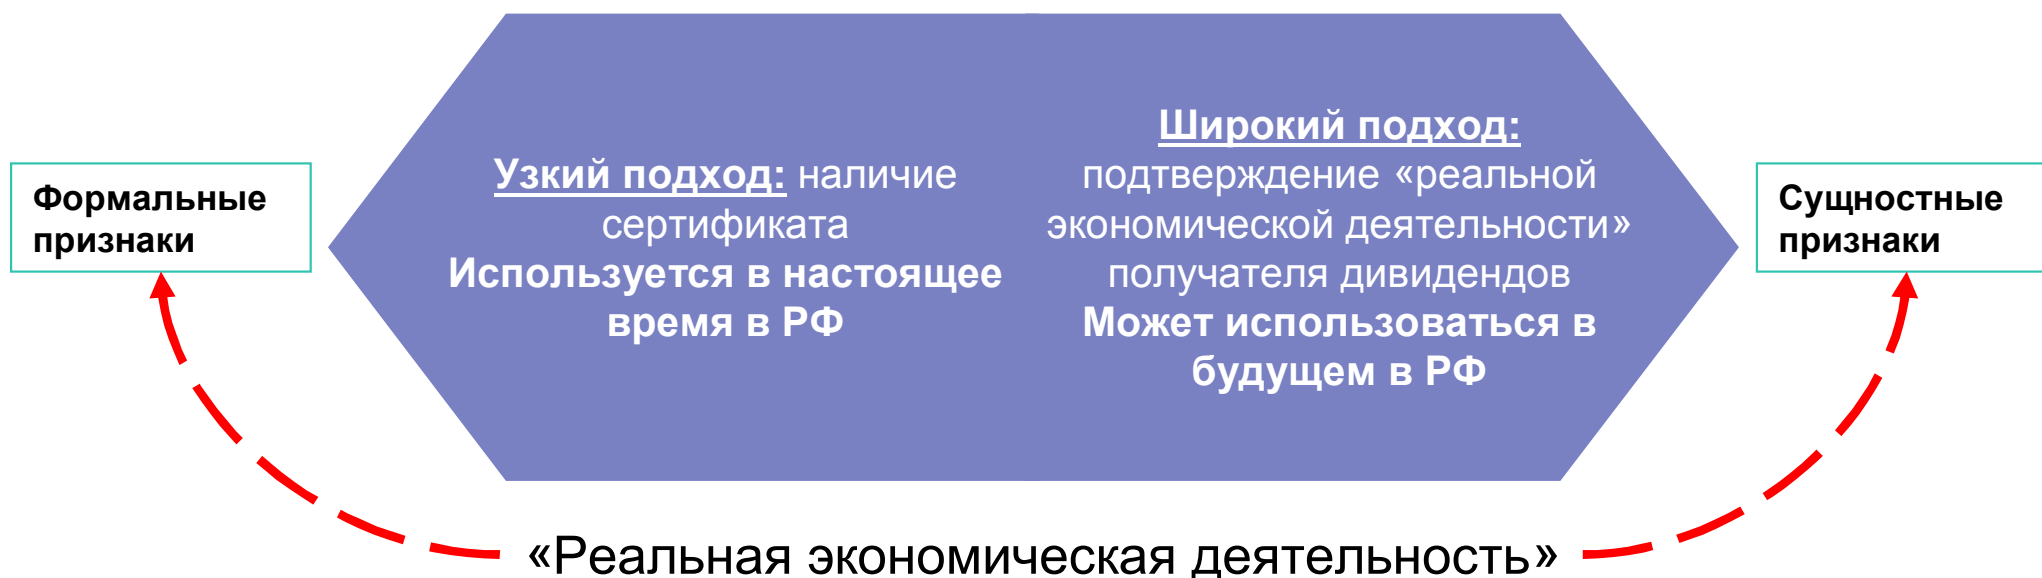 Формальные
признаки
Узкий подход: наличие
сертификата
Используется в настоящее
время в РФ
Широкий подход:
подтверждение «реальной
экономической деятельности»
получателя дивидендов
Может использоваться в
будущем в РФ
Сущностные
признаки
«Реальная экономическая деятельность»